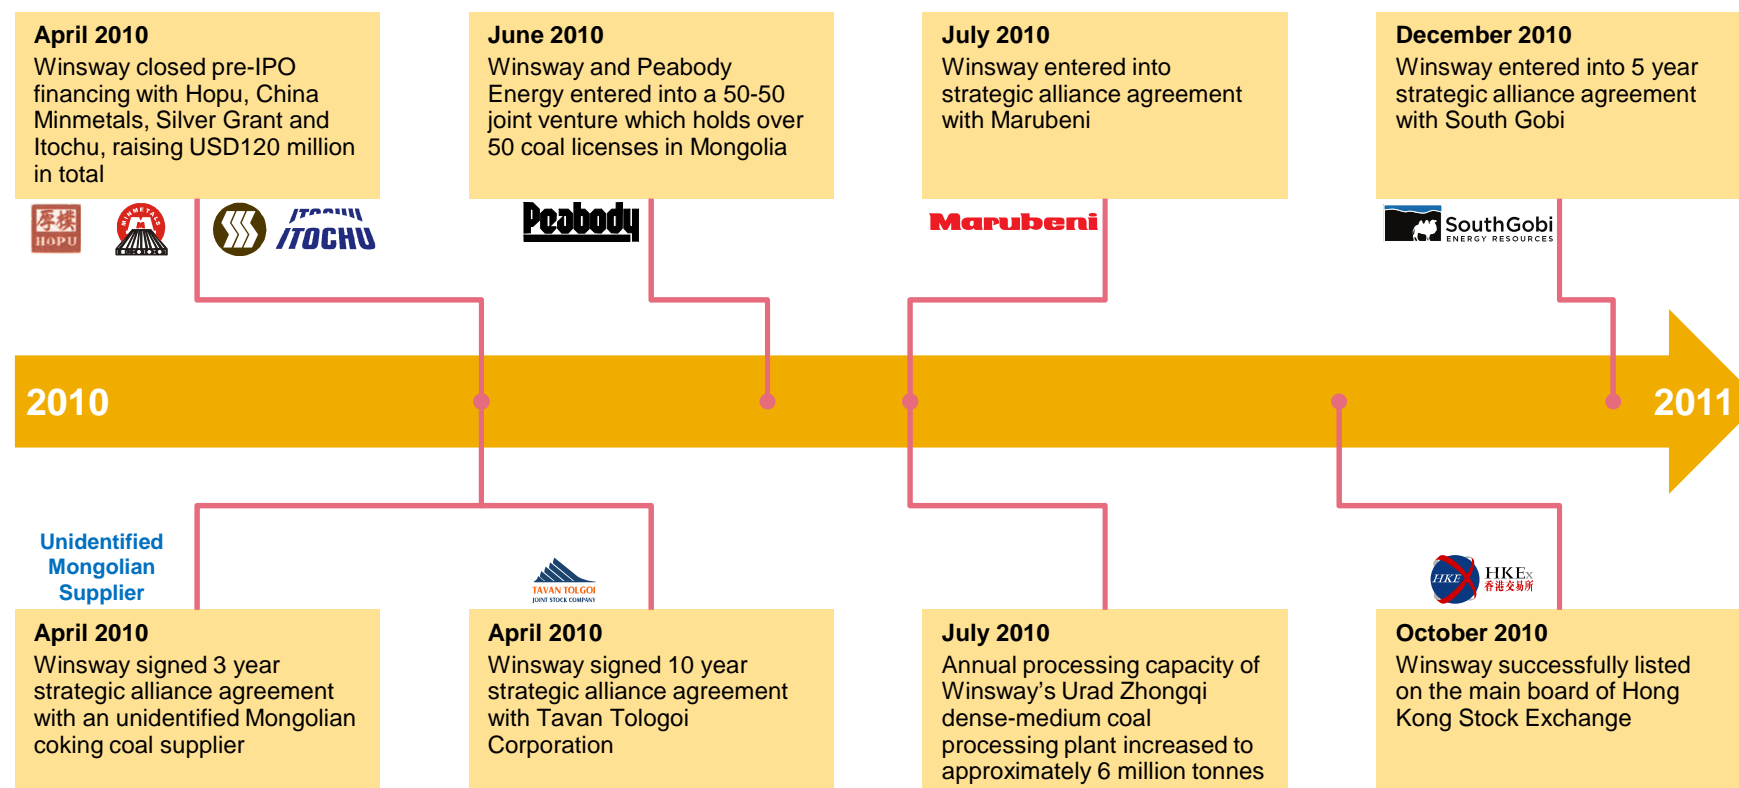 April 2010
Winsway closed pre-IPO
financing with Hopu, China
Minmetals, Silver Grant and
Itochu, raising USD120 million
in total
June 2010
Winsway and Peabody
Energy entered into a 50-50
joint venture which holds over
50 coal licenses in Mongolia
July 2010
Winsway entered into
strategic alliance agreement
with Marubeni
December 2010
Winsway entered into 5 year
strategic alliance agreement
with South Gobi
厚樸
HOPU
MINMETALS
M
ITOCHU
ITOCHU
Peabody
Marubeni
SouthGobi
ENERGY RESOURCES
2010
2011
Unidentified
Mongolian
Supplier
TAVAN TOLGOI
JOINT STOCK COMPANY
HKEx
HKEx
香港交易所
April 2010
Winsway signed 3 year
strategic alliance agreement
with an unidentified Mongolian
coking coal supplier
April 2010
Winsway signed 10 year
strategic alliance agreement
with Tavan Tologoi
Corporation
July 2010
Annual processing capacity of
Winsway’s Urad Zhongqi
dense-medium coal
processing plant increased to
approximately 6 million tonnes
October 2010
Winsway successfully listed
on the main board of Hong
Kong Stock Exchange